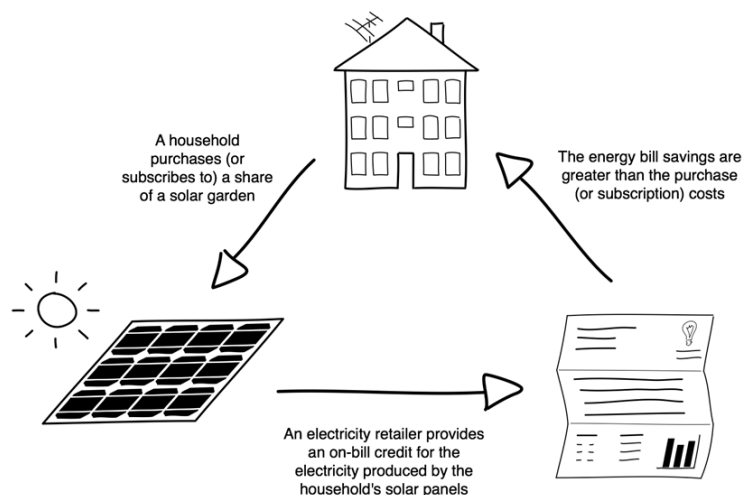 A household
purchases (or
subscribes to) a share
of a solar garden
The energy bill savings are
greater than the purchase
(or subscription) costs
An electricity retailer provides
an on-bill credit for the
electricity produced by the
household's solar panels